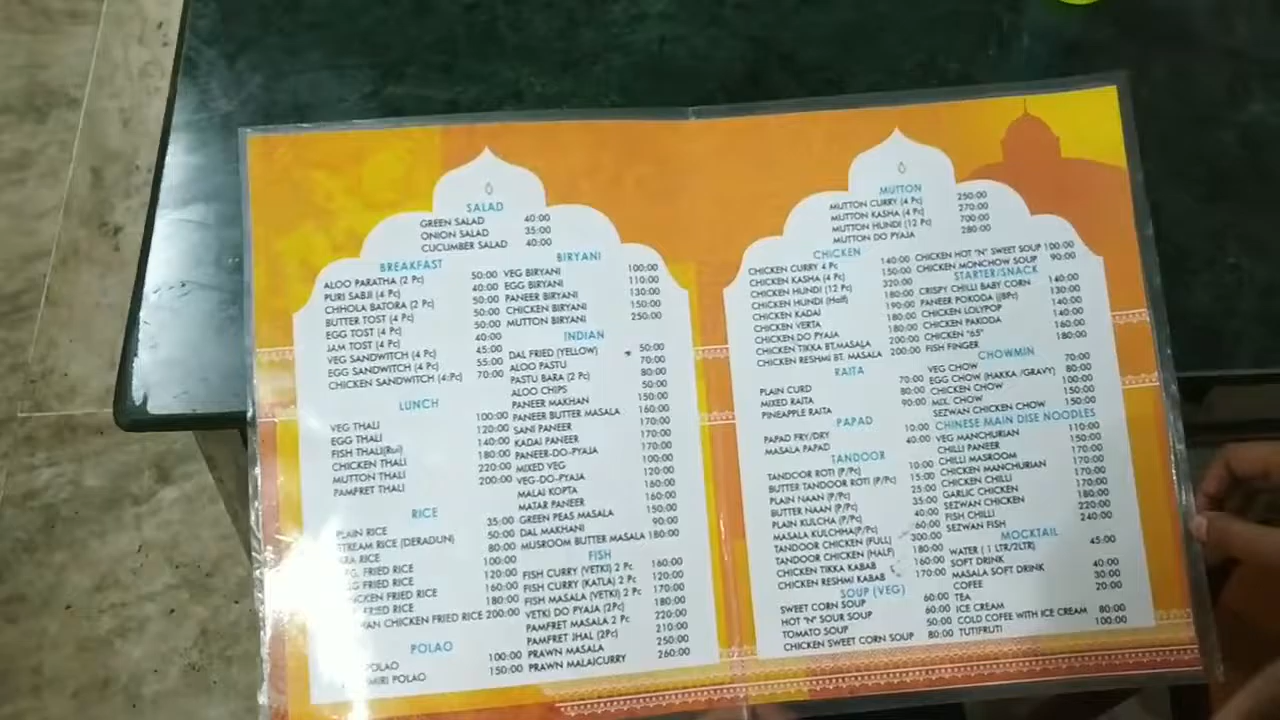 SALAD
GREEN SALAD 40:00
ONION SALAD 35:00
CUCUMBER SALAD 40:00
BREAKFAST
ALOO PARATHA (2 Pc) 50:00
PURI SABJI (4 Pc) 40:00
CHHOLA BATORA (2 Pc) 50:00
BUTTER TOST (4 Pc) 50:00
EGG TOST (4 Pc) 50:00
JAM TOST (4 Pc) 40:00
VEG SANDWITCH (4 Pc) 45:00
EGG SANDWITCH (4 Pc) 55:00
CHICKEN SANDWITCH (4:Pc) 70:00
LUNCH
VEG THALI 100:00
EGG THALI 120:00
FISH THALI(Rui) 140:00
CHICKEN THALI 180:00
MUTTON THALI 220:00
PAMFRET THALI 200:00
RICE
PLAIN RICE 35:00
STREAM RICE (DERADUN) 50:00
RICE 80:00
FRIED RICE 100:00
FRIED RICE 120:00
FRIED RICE 160:00
FRIED RICE 180:00
CHICKEN FRIED RICE 200:00
POLAO
POLAO 100:00
POLAO 150:00
BIRYANI
VEG BIRYANI 100:00
EGG BIRYANI 110:00
PANEER BIRYANI 130:00
CHICKEN BIRYANI 150:00
MUTTON BIRYANI 250:00
INDIAN
DAL FRIED (YELLOW) 50:00
ALOO PASTU 70:00
PASTU BARA (2 Pc) 80:00
ALOO CHIPS 50:00
PANEER MAKHAN 150:00
PANEER BUTTER MASALA 160:00
SANI PANEER 170:00
KADAI PANEER 170:00
PANEER-DO-PYAJA 170:00
MIXED VEG 100:00
VEG-DO-PYAJA 120:00
MALAI KOPTA 160:00
MATAR PANEER 160:00
GREEN PEAS MASALA 150:00
DAL MAKHANI 90:00
MUSROOM BUTTER MASALA 180:00
FISH
FISH CURRY (VETKI) 2 Pc 160:00
FISH CURRY (KATLA) 2 Pc 120:00
FISH MASALA (VETKI) 2 Pc 170:00
VETKI DO PYAJA (2Pc) 180:00
PAMFRET MASALA 2 Pc 220:00
PAMFRET JHAL (2Pc) 210:00
PRAWN MASALA 250:00
PRAWN MALAICURRY 260:00
MUTTON
MUTTON CURRY (4 Pc) 250:00
MUTTON KASHA (4 Pc) 270:00
MUTTON HUNDI (12 Pc) 700:00
MUTTON DO PYAJA 280:00
CHICKEN
CHICKEN CURRY 4 Pc 140:00
CHICKEN KASHA (4 Pc) 150:00
CHICKEN HUNDI (12 Pc) 320:00
CHICKEN HUNDI (Half) 180:00
CHICKEN KADAI 190:00
CHICKEN VERTA 180:00
CHICKEN DO PYAJA 180:00
CHICKEN TIKKA BT.MASALA 200:00
CHICKEN RESHMI BT. MASALA 200:00
RAITA
PLAIN CURD 70:00
MIXED RAITA 80:00
PINEAPPLE RAITA 90:00
PAPAD
PAPAD FRY/DRY 10:00
MASALA PAPAD 40:00
TANDOOR
TANDOOR ROTI (P/Pc) 10:00
BUTTER TANDOOR ROTI (P/Pc) 15:00
PLAIN NAAN (P/Pc) 25:00
BUTTER NAAN (P/Pc) 35:00
PLAIN KULCHA (P/Pc) 40:00
MASALA KULCHHA(P/Pc) 60:00
TANDOOR CHICKEN (FULL) 300:00
TANDOOR CHICKEN (HALF) 180:00
CHICKEN TIKKA KABAB 160:00
CHICKEN RESHMI KABAB 170:00
SOUP (VEG)
SWEET CORN SOUP 60:00
HOT "N" SOUR SOUP 60:00
TOMATO SOUP 50:00
CHICKEN SWEET CORN SOUP 80:00
CHICKEN HOT "N" SWEET SOUP 100:00
CHICKEN MONCHOW SOUP 90:00
STARTER/SNACK
CRISPY CHILLI BABY CORN 140:00
PANEER POKODA (8Pc) 130:00
CHICKEN LOLYPOP 140:00
CHICKEN PAKODA 140:00
CHICKEN "65" 160:00
FISH FINGER 180:00
CHOWMIN
VEG CHOW 70:00
EGG CHOW (HAKKA /GRAVY) 80:00
CHICKEN CHOW 100:00
MIX. CHOW 150:00
SEZWAN CHICKEN CHOW 150:00
CHINESE MAIN DISE NOODLES
VEG MANCHURIAN 110:00
CHILLI PANEER 150:00
CHILLI MASROOM 170:00
CHICKEN MANCHURIAN 170:00
CHICKEN CHILLI 170:00
GARLIC CHICKEN 170:00
SEZWAN CHICKEN 180:00
FISH CHILLI 220:00
SEZWAN FISH 240:00
MOCKTAIL
WATER ( 1 LTR/2LTR)
SOFT DRINK 45:00
MASALA SOFT DRINK
COFEE 40:00
TEA 30:00
ICE CREAM 20:00
COLD COFEE WITH ICE CREAM 80:00
TUTIFRUTI 100:00